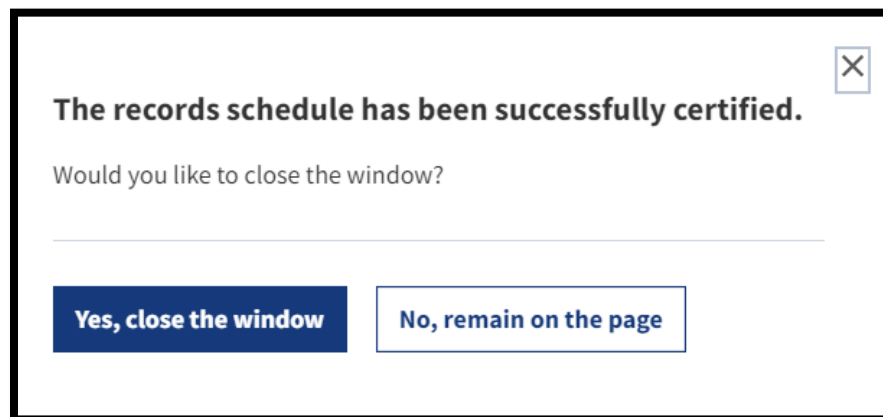 The records schedule has been successfully certified.
Would you like to close the window?
Yes, close the window
No, remain on the page